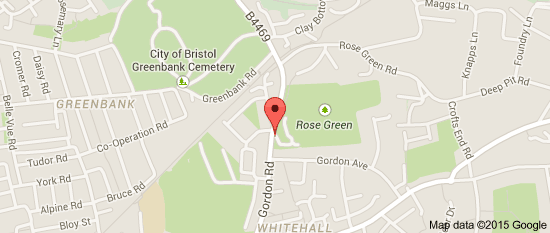 Rosemary Ln
B4469
Clay Botto
Maggs Ln
Foundry Ln
Knapps Ln
Rose Green Rd
City of Bristol
Greenbank Cemetery
Cromer Rd
Daisy Rd
Greenbank Rd
Deep Pit Rd
Belle Vue Rd
GREENBANK
Rose Green
Crofts End Rd
Co-Operation Rd
Tudor Rd
Gordon Ave
York Rd
Bruce Rd
Gordon Rd
Alpine Rd
Bloy St
WHITEHALL
Dr
Map data ©2015 Google